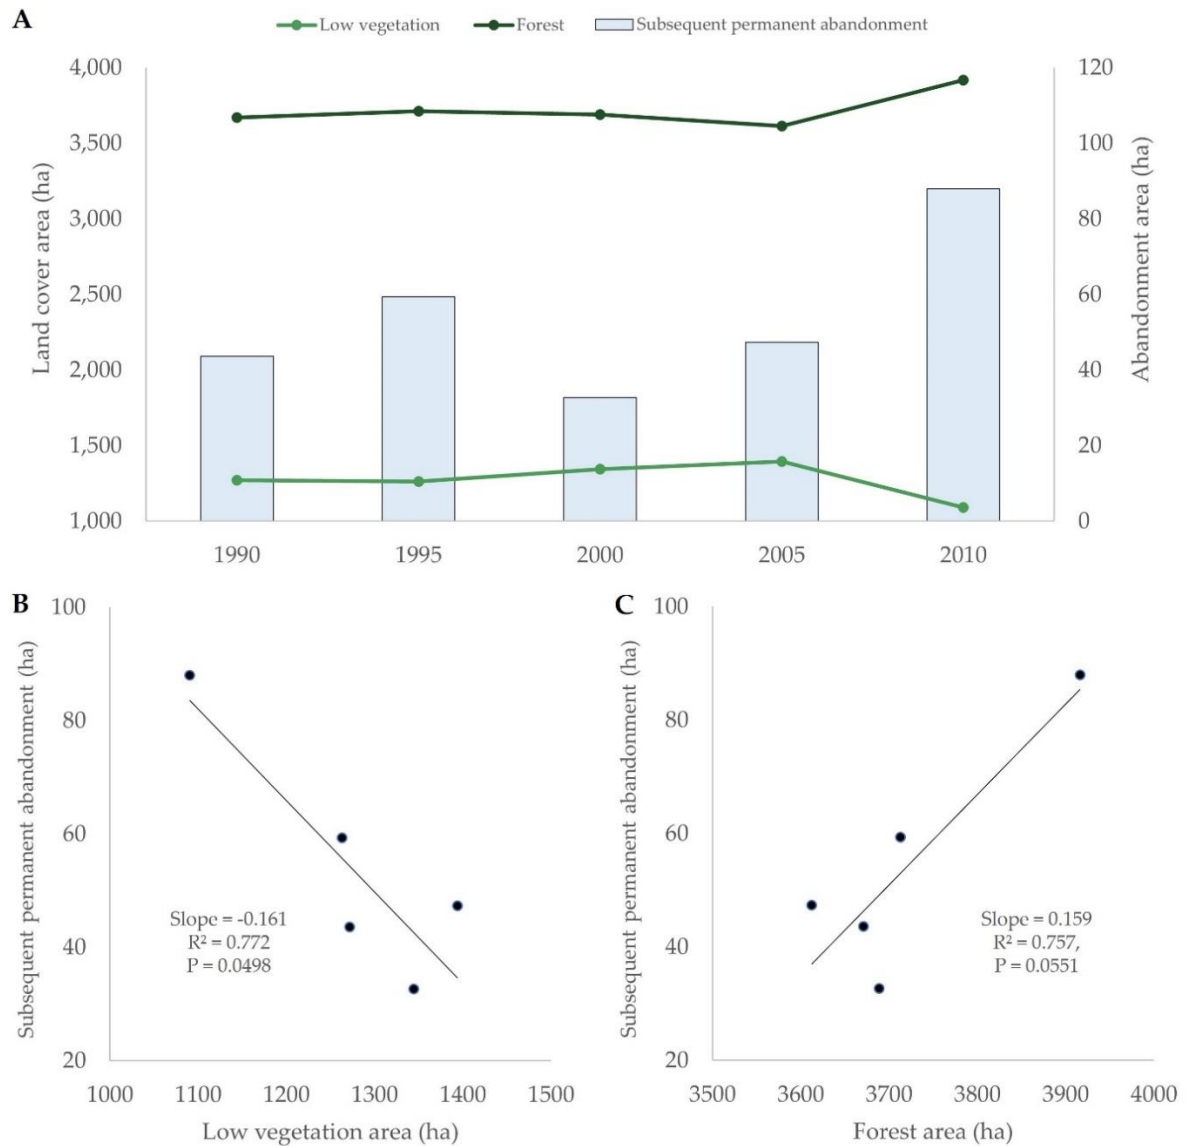 A
Low vegetation Forest Subsequent permanent abandonment
4,000
3,500
3,000
2,500
2,000
1,500
1,000
Land cover area (ha)
120
100
80
60
40
20
0
Abandonment area (ha)
1990 1995 2000 2005 2010
B
100
80
60
40
20
Subsequent permanent abandonment (ha)
Slope = -0.161
R² = 0.772
P = 0.0498
1000 1100 1200 1300 1400 1500
Low vegetation area (ha)
C
100
80
60
40
20
Subsequent permanent abandonment (ha)
Slope = 0.159
R² = 0.757,
P = 0.0551
3500 3600 3700 3800 3900 4000
Forest area (ha)